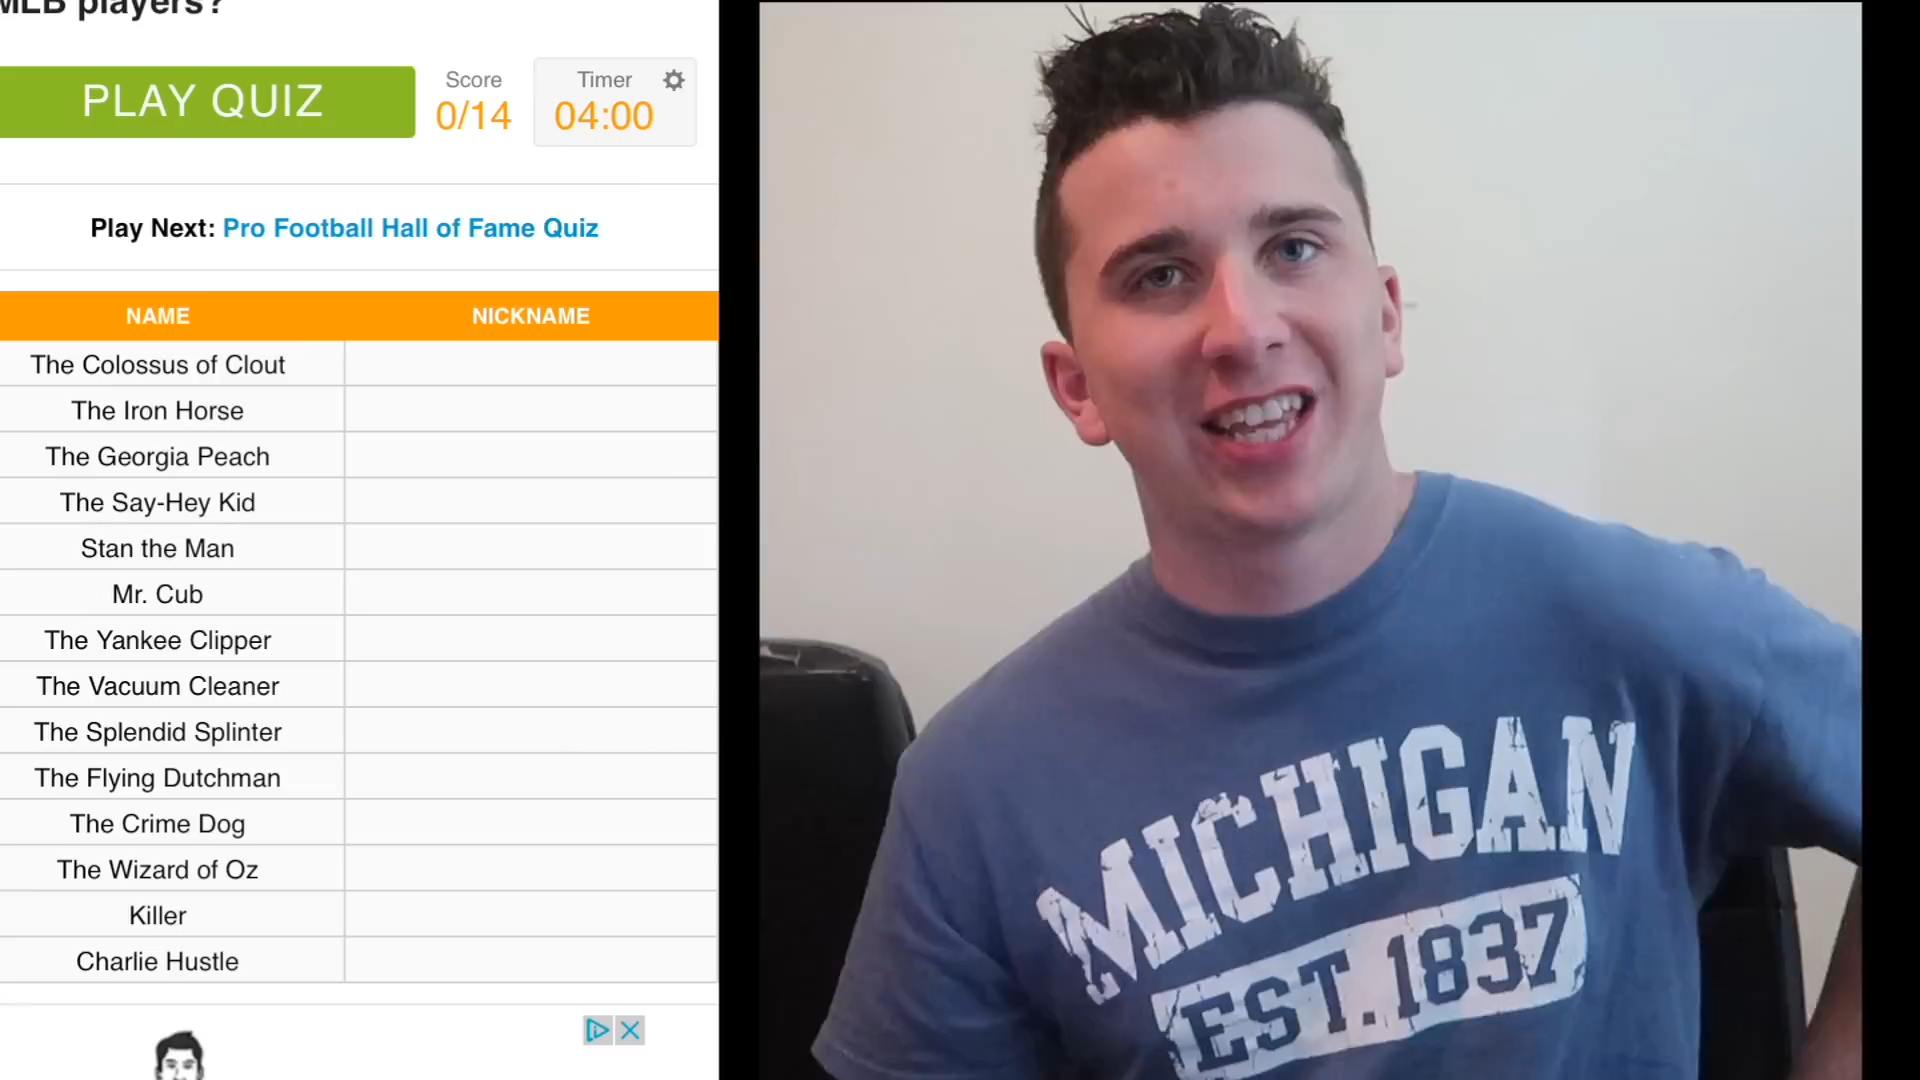 MLB players?
PLAY QUIZ
Score
0/14
Timer
04:00
Play Next: Pro Football Hall of Fame Quiz
NAME NICKNAME
The Colossus of Clout
The Iron Horse
The Georgia Peach
The Say-Hey Kid
Stan the Man
Mr. Cub
The Yankee Clipper
The Vacuum Cleaner
The Splendid Splinter
The Flying Dutchman
The Crime Dog
The Wizard of Oz
Killer
Charlie Hustle
MICHIGAN
EST. 1837